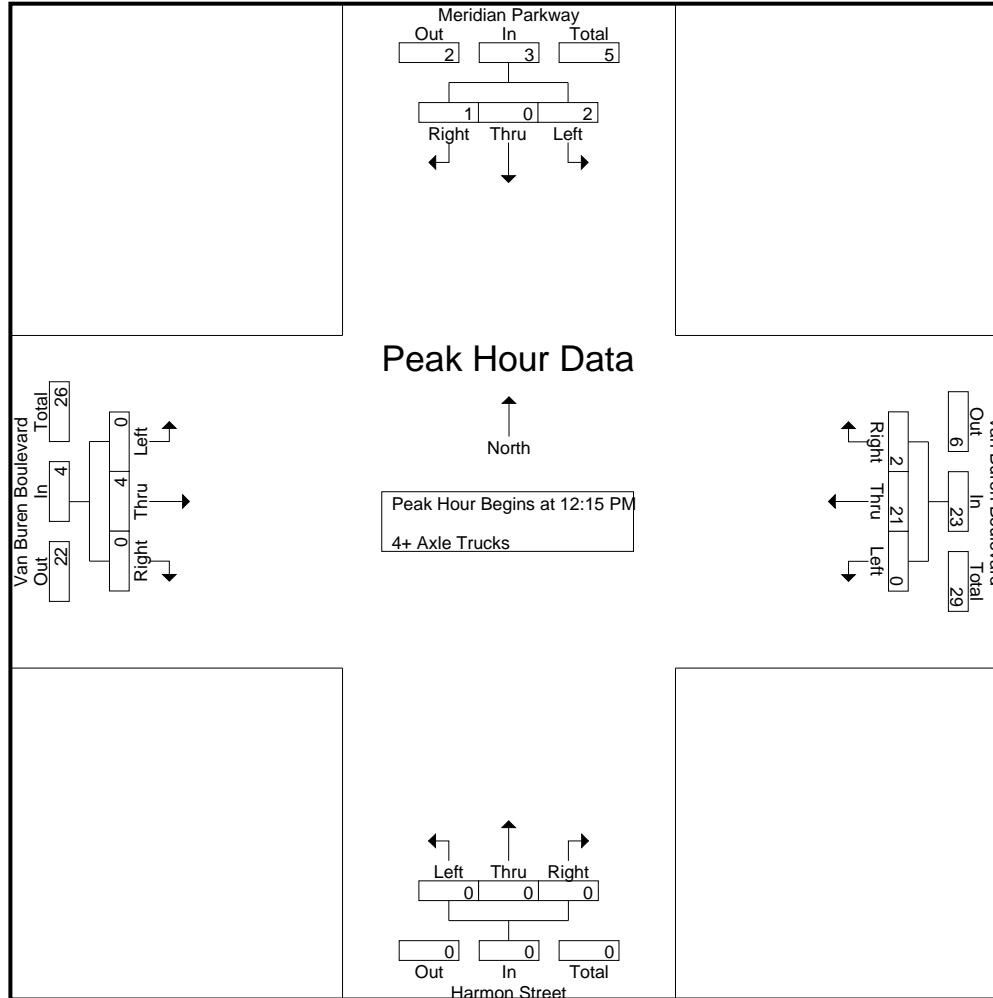 Meridian Parkway
Out In Total
2 3 5
1 0 2
Right Thru Left
Peak Hour Data
North
Peak Hour Begins at 12:15 PM
4+ Axle Trucks
Van Buren Boulevard
Total In Out
26 4 22
0 4 0
Left Thru Right
Right Thru Left
2 21 0
6 23 29
Out In Total
Van Buren Boulevard
Left Thru Right
0 0 0
0 0 0
Out In Total
Harmon Street